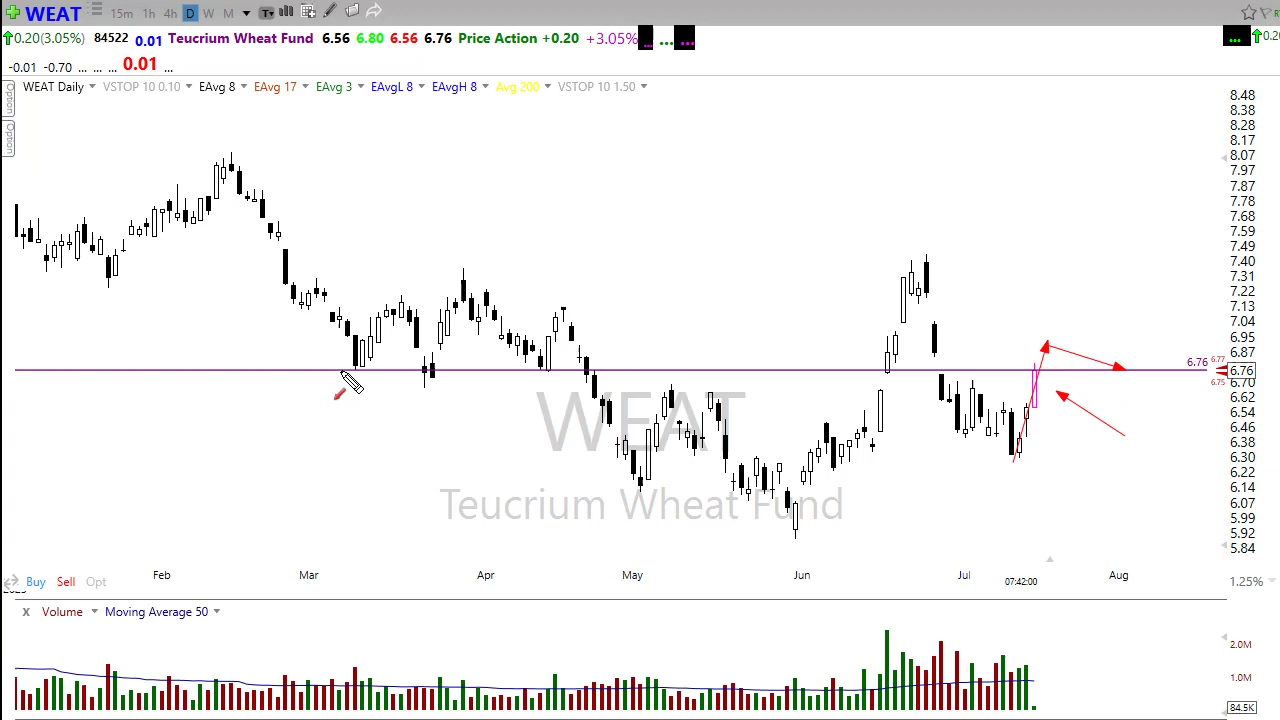 WEAT 15m 1h 4h D W M T
0.20(3.05%) 84522 0.01 Teucrium Wheat Fund 6.56 6.80 6.56 6.76 Price Action +0.20 +3.05% ... ... ... ... 0.20
-0.01 -0.70 ... ... ... 0.01 ...
WEAT Daily VSTOP 10 0.10 EAvg 8 EAvg 17 EAvg 3 EAvgL 8 EAvgH 8 Avg 200 VSTOP 10 1.50
Option
Option
8.48
8.38
8.28
8.17
8.07
7.97
7.87
7.78
7.68
7.59
7.49
7.40
7.31
7.22
7.13
7.04
6.95
6.87
6.76 6.77
6.76
6.75
6.70
6.62
6.54
6.46
6.38
6.30
6.22
6.14
6.07
5.99
5.92
5.84
WEAT
Teucrium Wheat Fund
Feb Mar Apr May Jun Jul Aug
07:42:00
Buy Sell Opt 1.25%
X Volume Moving Average 50
2.0M
1.0M
84.5K